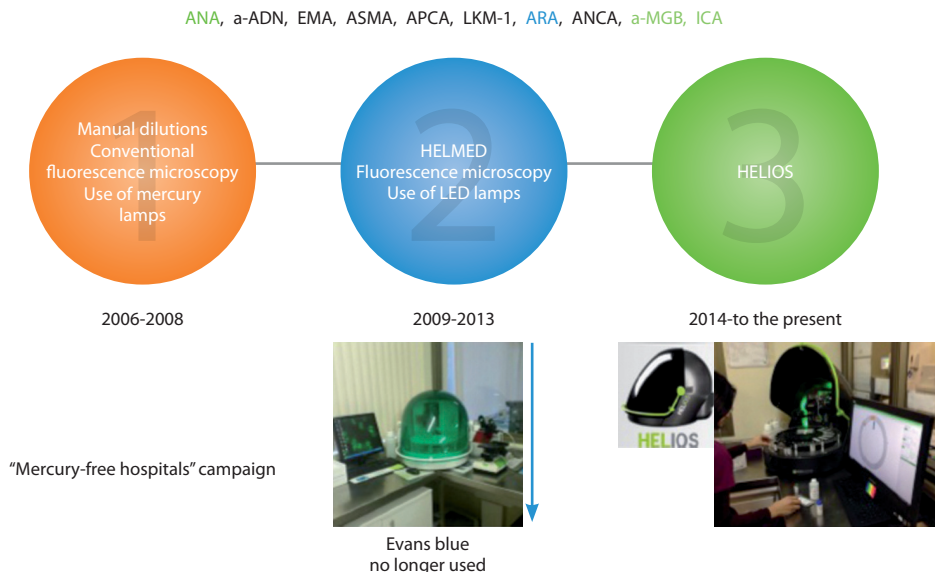 ANA, a-ADN, EMA, ASMA, APCA, LKM-1, ARA, ANCA, a-MGB, ICA
1
Manual dilutions
Conventional
fluorescence microscopy
Use of mercury
lamps
2
HELMED
Fluorescence microscopy
Use of LED lamps
3
HELIOS
2006-2008
2009-2013
2014-to the present
HELIOS
"Mercury-free hospitals" campaign
Evans blue
no longer used